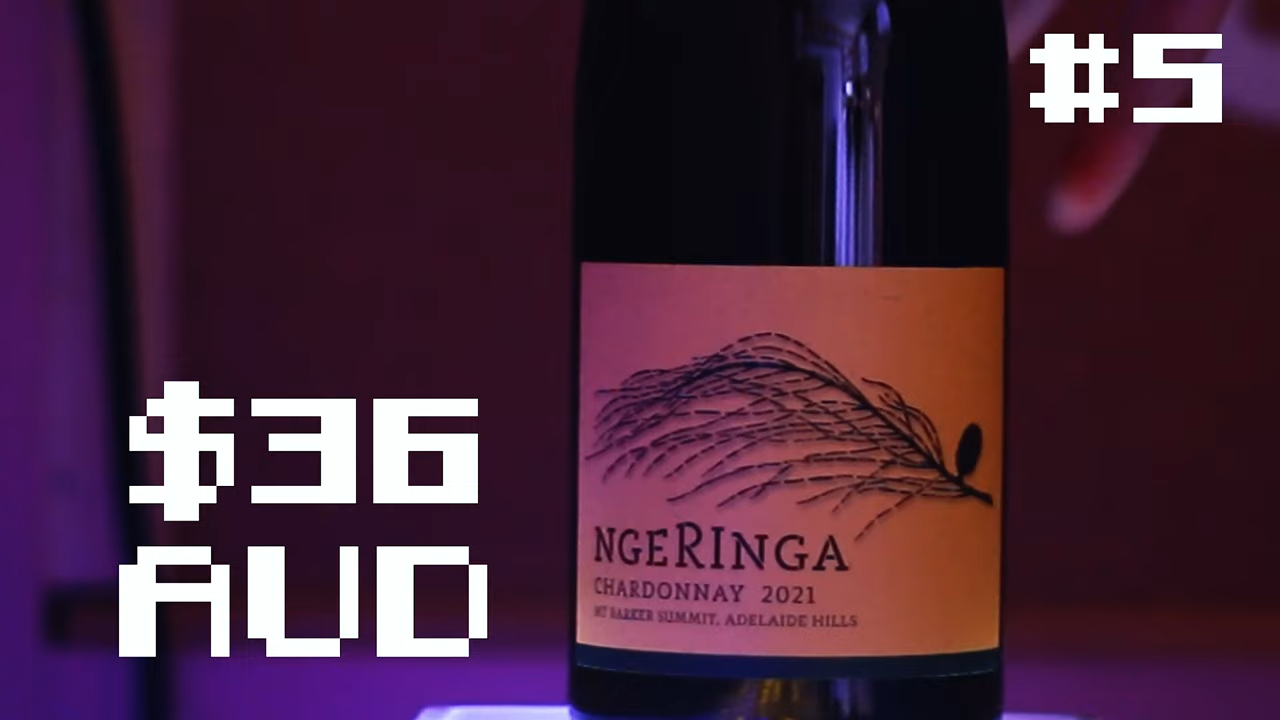 #5
$36
AUD
NGERINGA
CHARDONNAY 2021
MT BARKER SUMMIT, ADELAIDE HILLS